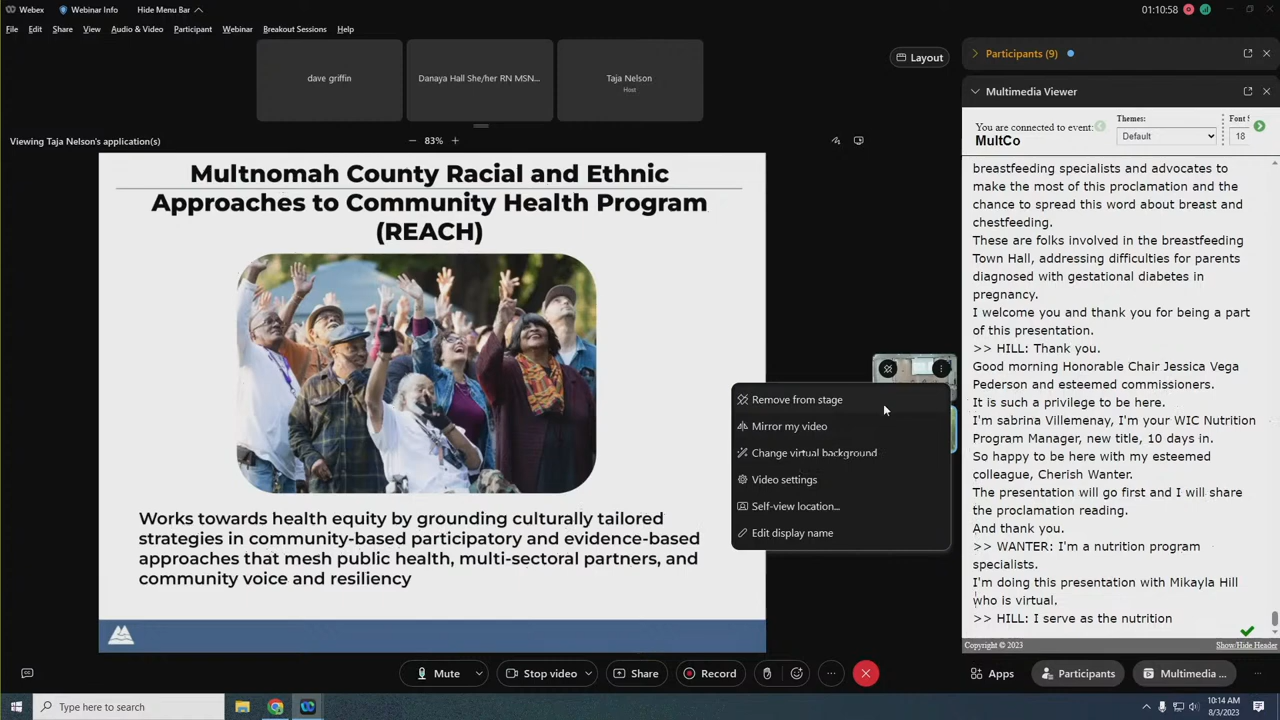 Webex
Webinar Info
Hide Menu Bar
01:10:58
File Edit Share View Audio & Video Participant Webinar Breakout Sessions Help
dave griffin
Danaya Hall She/her RN MSN...
Taja Nelson
Host
Layout
Viewing Taja Nelson's application(s)
83%
Multnomah County Racial and Ethnic
Approaches to Community Health Program
(REACH)
Works towards health equity by grounding culturally tailored
strategies in community-based participatory and evidence-based
approaches that mesh public health, multi-sectoral partners, and
community voice and resiliency
Remove from stage
Mirror my video
Change virtual background
Video settings
Self-view location...
Edit display name
Participants (9)
Multimedia Viewer
You are connected to event:
MultCo
Themes:
Default
Font S
18
breastfeeding specialists and advocates to
make the most of this proclamation and the
chance to spread this word about breast and
chestfeeding.
These are folks involved in the breastfeeding
Town Hall, addressing difficulties for parents
diagnosed with gestational diabetes in
pregnancy.
I welcome you and thank you for being a part
of this presentation.
>> HILL: Thank you.
Good morning Honorable Chair Jessica Vega
Pederson and esteemed commissioners.
It is such a privilege to be here.
I'm sabrina Villemenay, I'm your WIC Nutrition
Program Manager, new title, 10 days in.
So happy to be here with my esteemed
colleague, Cherish Wanter.
The presentation will go first and I will share
the proclamation reading.
And thank you.
>> WANTER: I'm a nutrition program
specialists.
I'm doing this presentation with Mikayla Hill
who is virtual.
>> HILL: I serve as the nutrition
Copyright © 2023
Show/Hide Header
Mute
Stop video
Share
Record
Apps
Participants
Multimedia ...
Type here to search
10:14 AM
8/3/2023